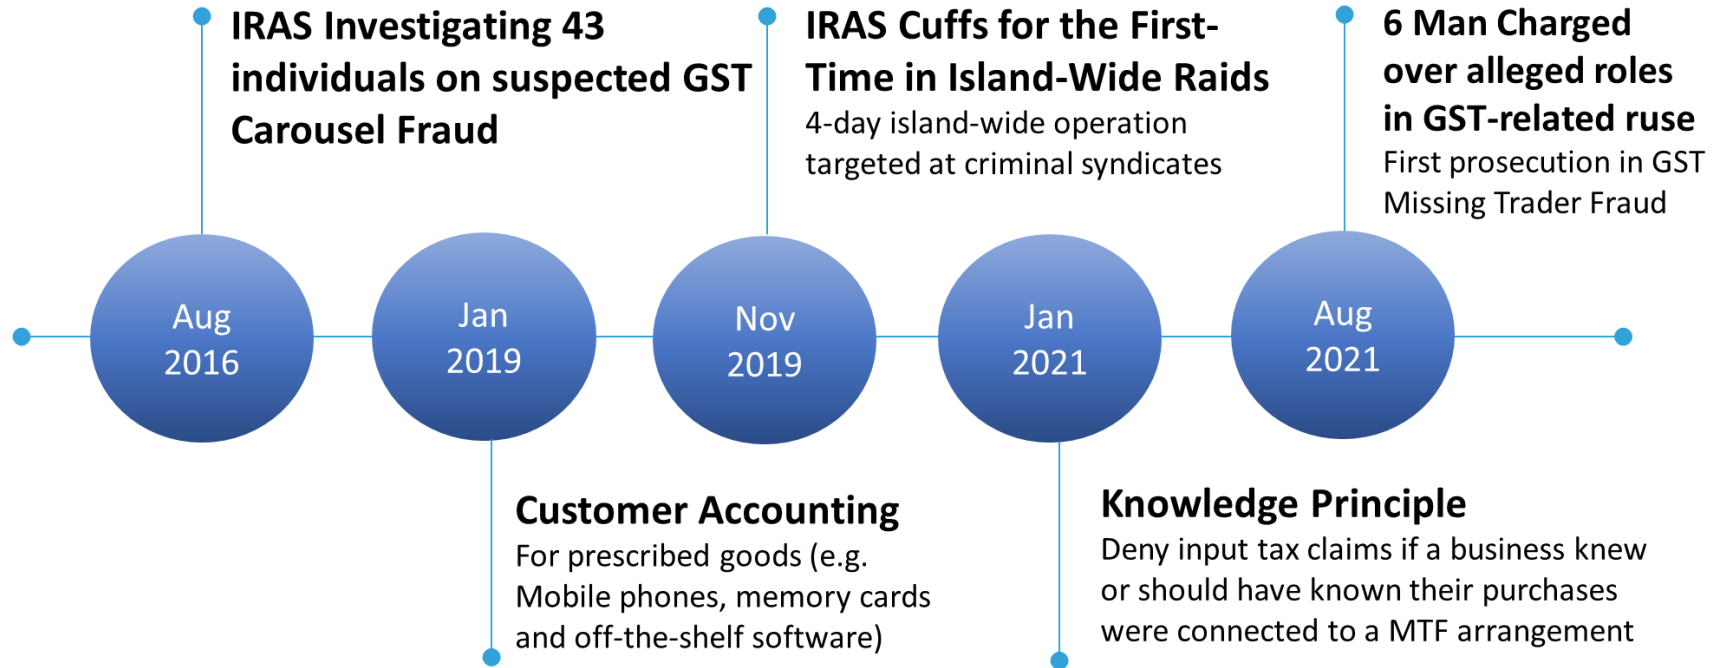 IRAS Investigating 43
individuals on suspected GST
Carousel Fraud
IRAS Cuffs for the First-
Time in Island-Wide Raids
4-day island-wide operation
targeted at criminal syndicates
6 Man Charged
over alleged roles
in GST-related ruse
First prosecution in GST
Missing Trader Fraud
Aug
2016
Jan
2019
Nov
2019
Jan
2021
Aug
2021
Customer Accounting
For prescribed goods (e.g.
Mobile phones, memory cards
and off-the-shelf software)
Knowledge Principle
Deny input tax claims if a business knew
or should have known their purchases
were connected to a MTF arrangement